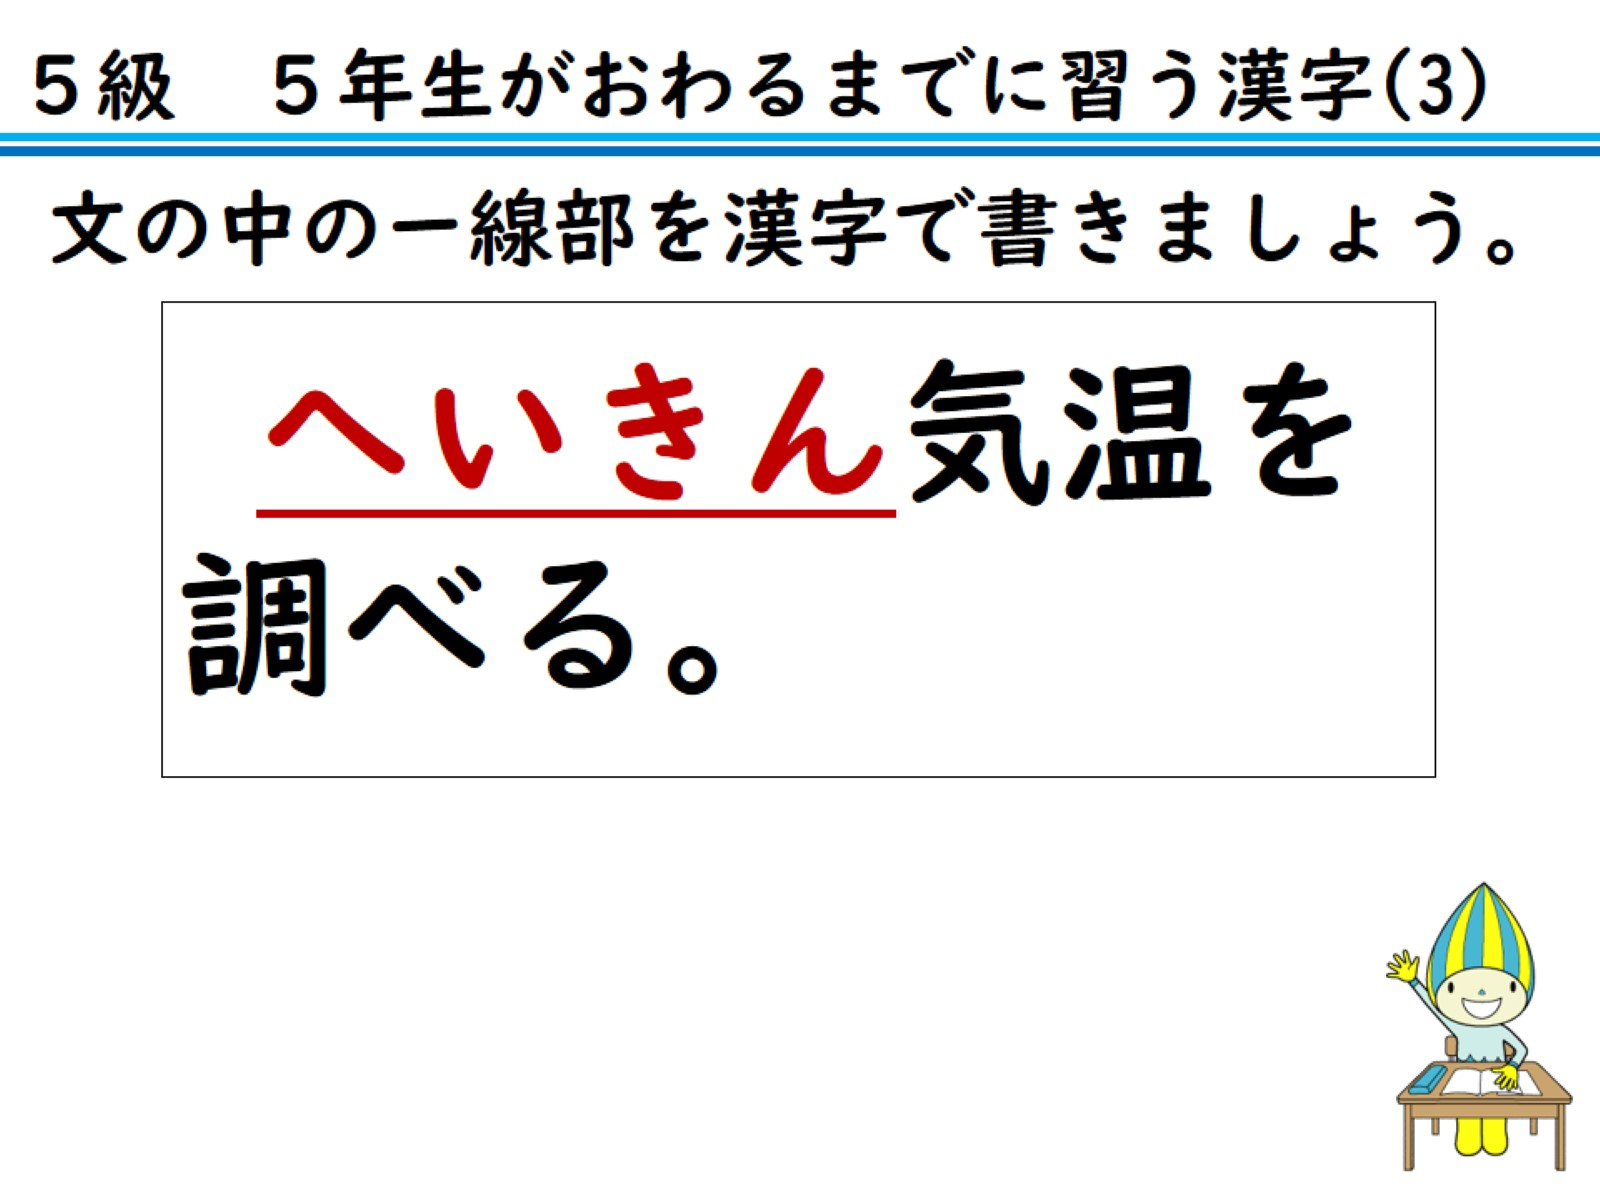 ５級　５年生がおわるまでに習う漢字(3)
文の中の―線部を漢字で書きましょう。
へいきん気温を
調べる。